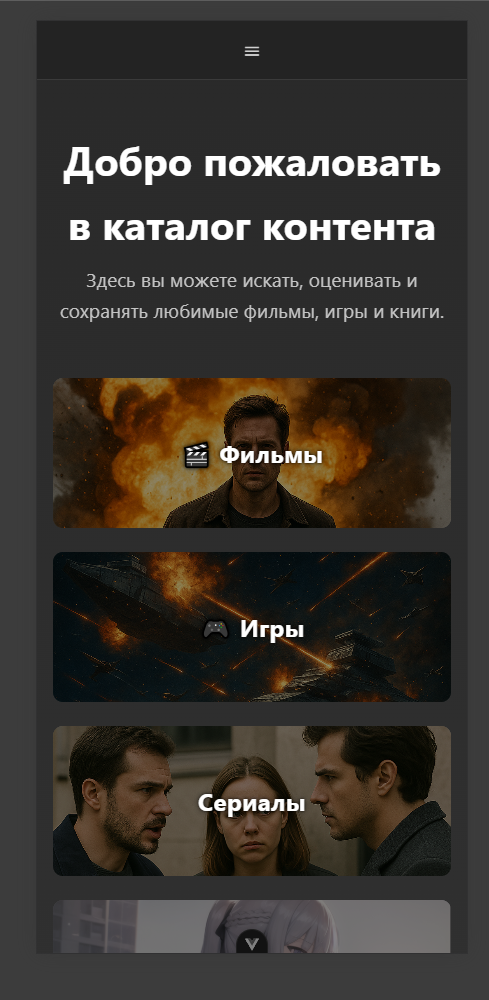 Добро пожаловать
в каталог контента
Здесь вы можете искать, оценивать и
сохранять любимые фильмы, игры и книги.
🎬 Фильмы
🎮 Игры
Сериалы